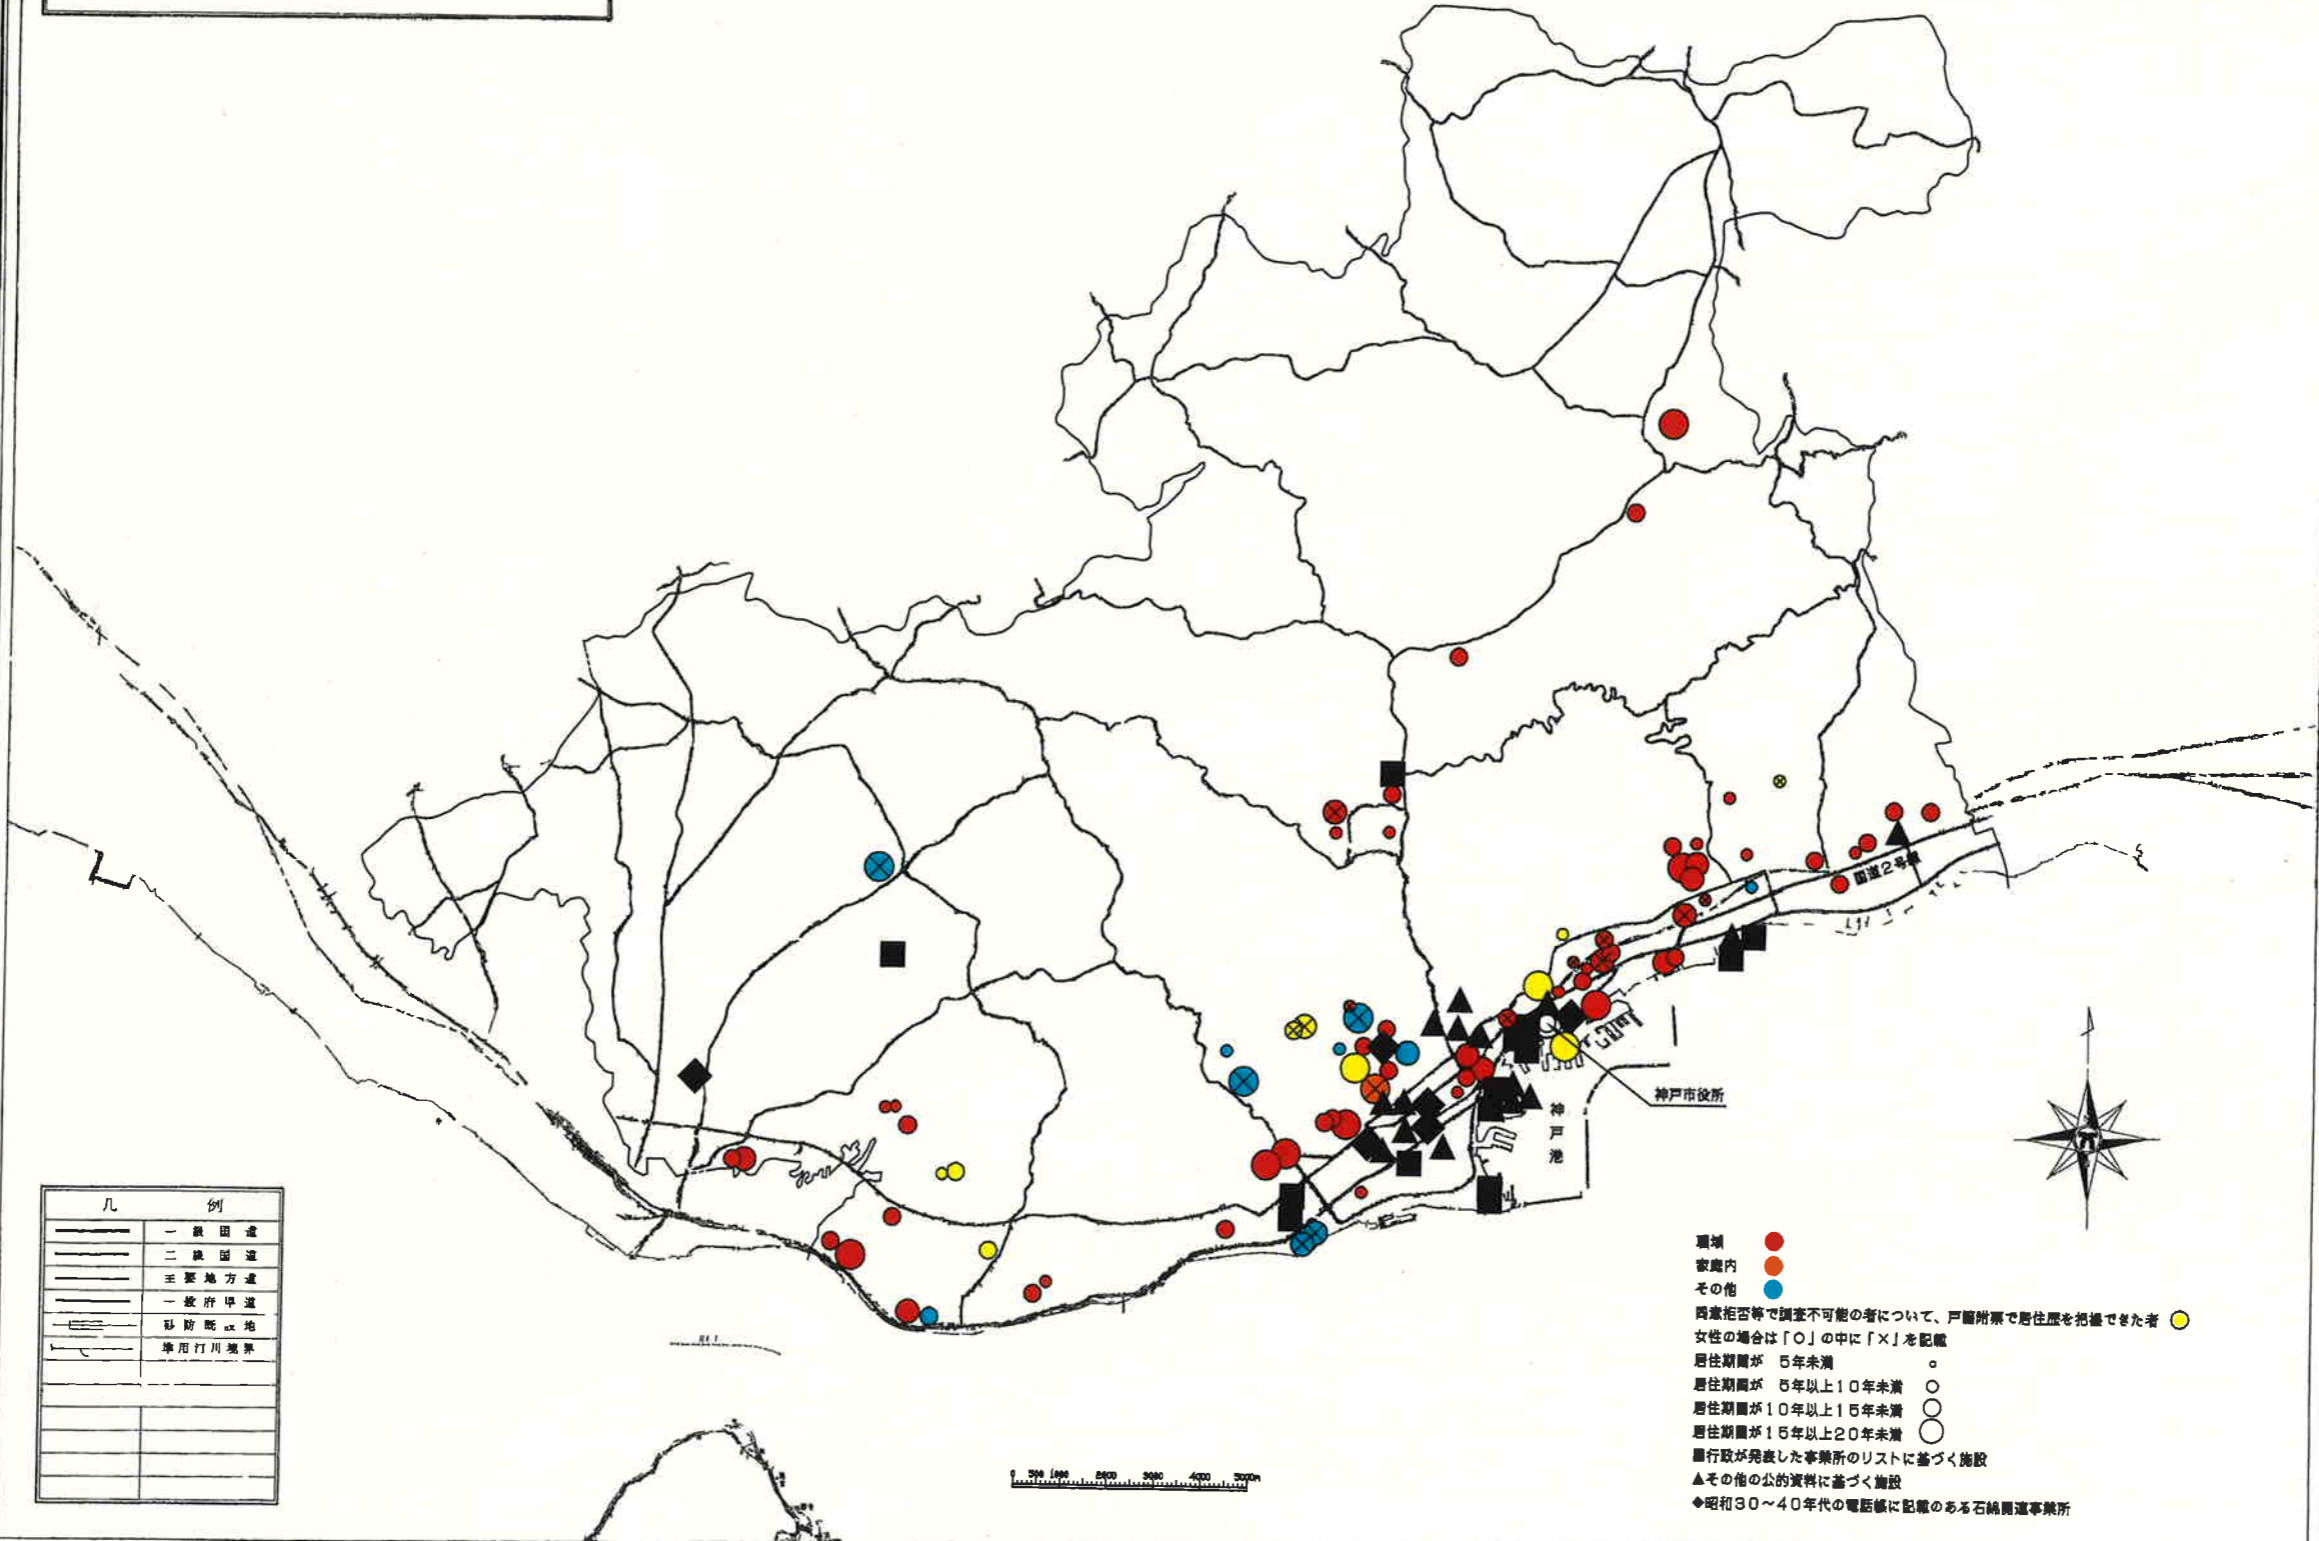 国道2号線
神戸市役所
神戸港
凡 例
一 級 国 道
二 級 国 道
主 要 地 方 道
一 般 府 県 道
砂 防 既 設 地
準 用 河 川 境 界
0 500 1000 2000 3000 4000 5000m
職域
家庭内
その他
同意拒否等で調査不可能の者について、戸籍附票で居住歴を把握できた者
女性の場合は「○」の中に「×」を記載
居住期間が 5年未満
居住期間が 5年以上10年未満
居住期間が10年以上15年未満
居住期間が15年以上20年未満
■行政が発表した事業所のリストに基づく施設
▲その他の公的資料に基づく施設
◆昭和30～40年代の電話帳に記載のある石綿関連事業所